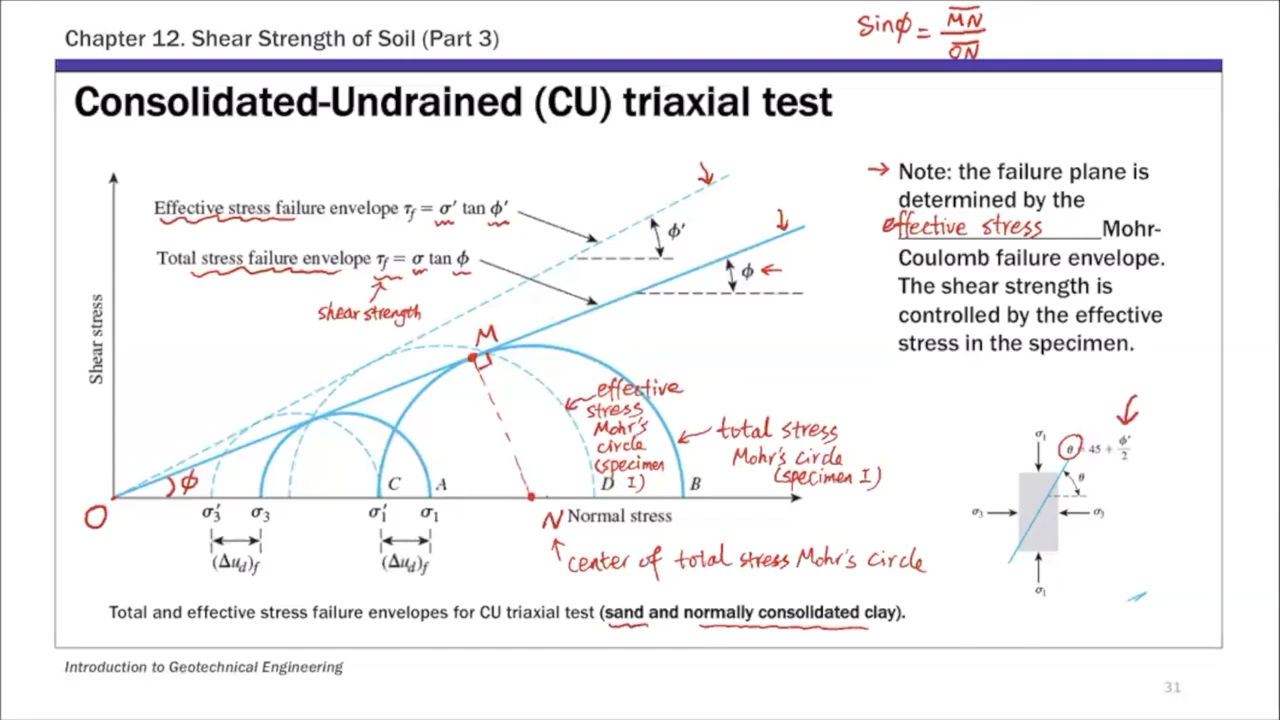 Chapter 12. Shear Strength of Soil (Part 3)
sinϕ = M̅N̅ / O̅N̅
Consolidated-Undrained (CU) triaxial test
Effective stress failure envelope τf = σ′ tan ϕ′
Total stress failure envelope τf = σ tan ϕ
shear strength
ϕ′
ϕ
Shear stress
M
effective
stress
Mohr's
circle
(specimen
I)
total stress
Mohr's circle
(specimen I)
ϕ
C
A
D
B
O
σ3′
σ3
σ1′
σ1
N
Normal stress
(Δud)f
(Δud)f
center of total stress Mohr's circle
→ Note: the failure plane is
determined by the
effective stress Mohr-
Coulomb failure envelope.
The shear strength is
controlled by the effective
stress in the specimen.
σ1
θ = 45 + ϕ′/2
θ
σ3
σ3
σ1
Total and effective stress failure envelopes for CU triaxial test (sand and normally consolidated clay).
Introduction to Geotechnical Engineering
31